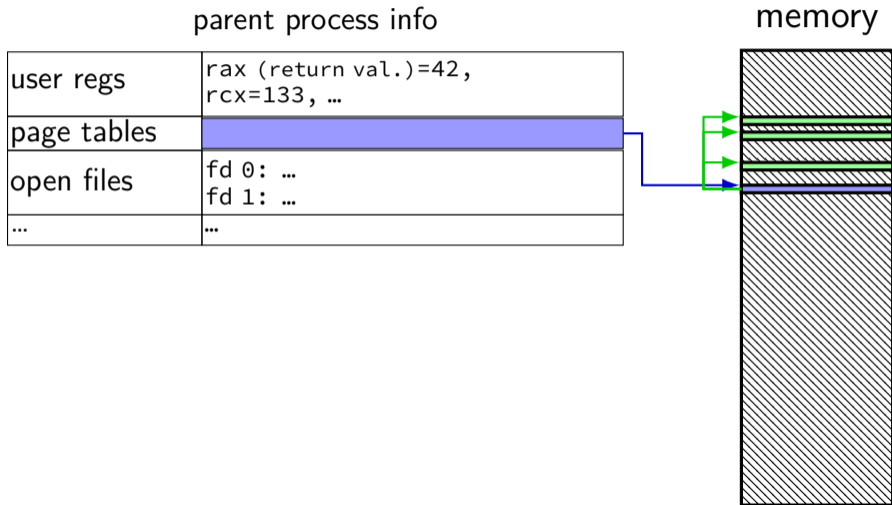 parent process info
memory
user regs
rax (return val.)=42,
rcx=133, …
page tables
open files
fd 0: …
fd 1: …
…
…